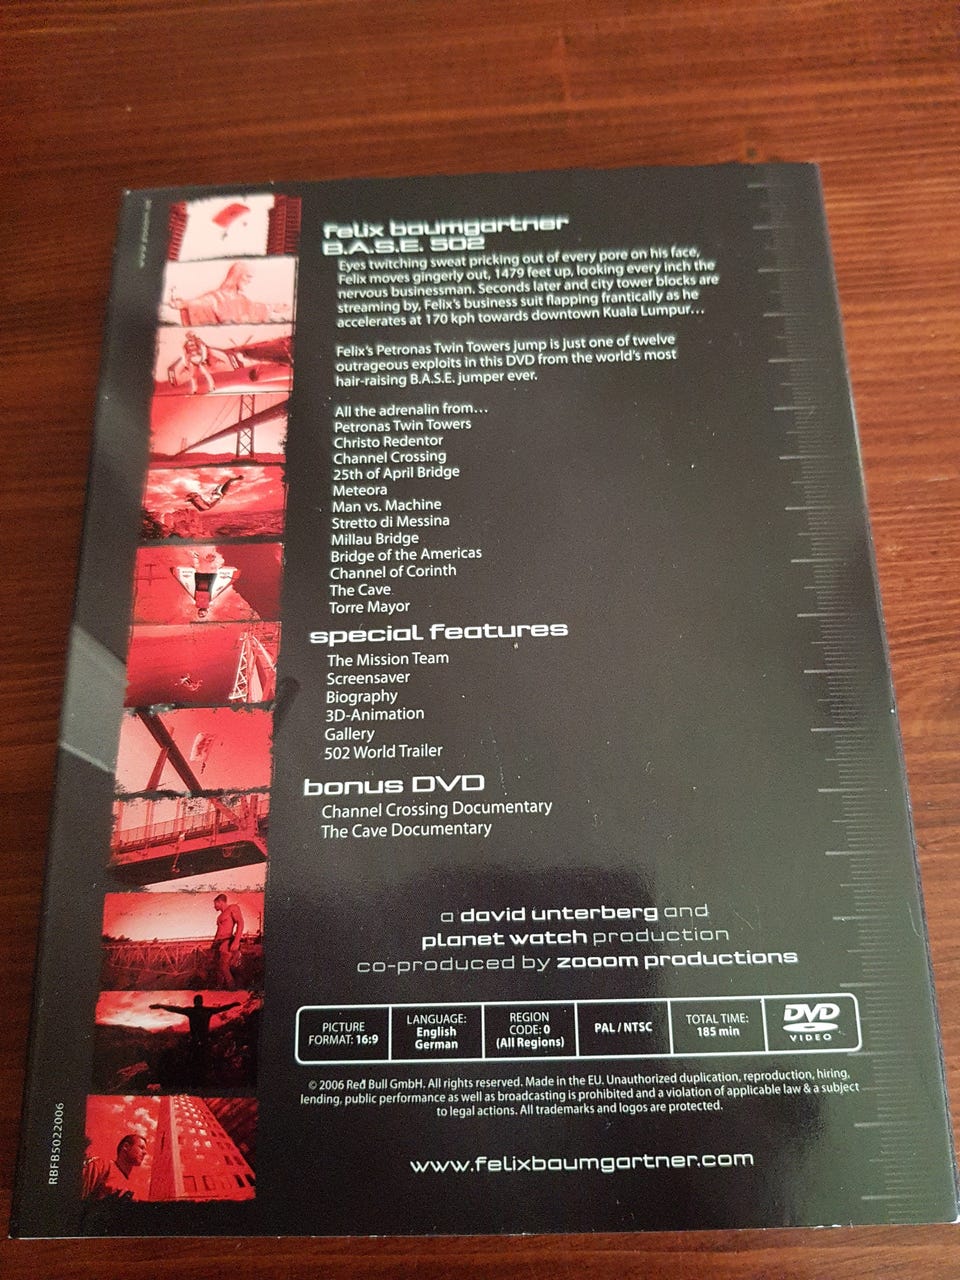 felix baumgartner
B.A.S.E. 502
Eyes twitching sweat pricking out of every pore on his face,
Felix moves gingerly out, 1479 feet up, looking every inch the
nervous businessman. Seconds later and city tower blocks are
streaming by, Felix's business suit flapping frantically as he
accelerates at 170 kph towards downtown Kuala Lumpur...
Felix's Petronas Twin Towers jump is just one of twelve
outrageous exploits in this DVD from the world's most
hair-raising B.A.S.E. jumper ever.
All the adrenalin from...
Petronas Twin Towers
Christo Redentor
Channel Crossing
25th of April Bridge
Meteora
Man vs. Machine
Stretto di Messina
Millau Bridge
Bridge of the Americas
Channel of Corinth
The Cave
Torre Mayor
special features
The Mission Team
Screensaver
Biography
3D-Animation
Gallery
502 World Trailer
bonus DVD
Channel Crossing Documentary
The Cave Documentary
a david unterberg and
planet watch production
co-produced by zooom productions
PICTURE
FORMAT: 16:9
LANGUAGE:
English
German
REGION
CODE: 0
(All Regions)
PAL / NTSC
TOTAL TIME:
185 min
DVD
VIDEO
© 2006 Red Bull GmbH. All rights reserved. Made in the EU. Unauthorized duplication, reproduction, hiring,
lending, public performance as well as broadcasting is prohibited and a violation of applicable law & a subject
to legal actions. All trademarks and logos are protected.
www.felixbaumgartner.com
RBFB5022006